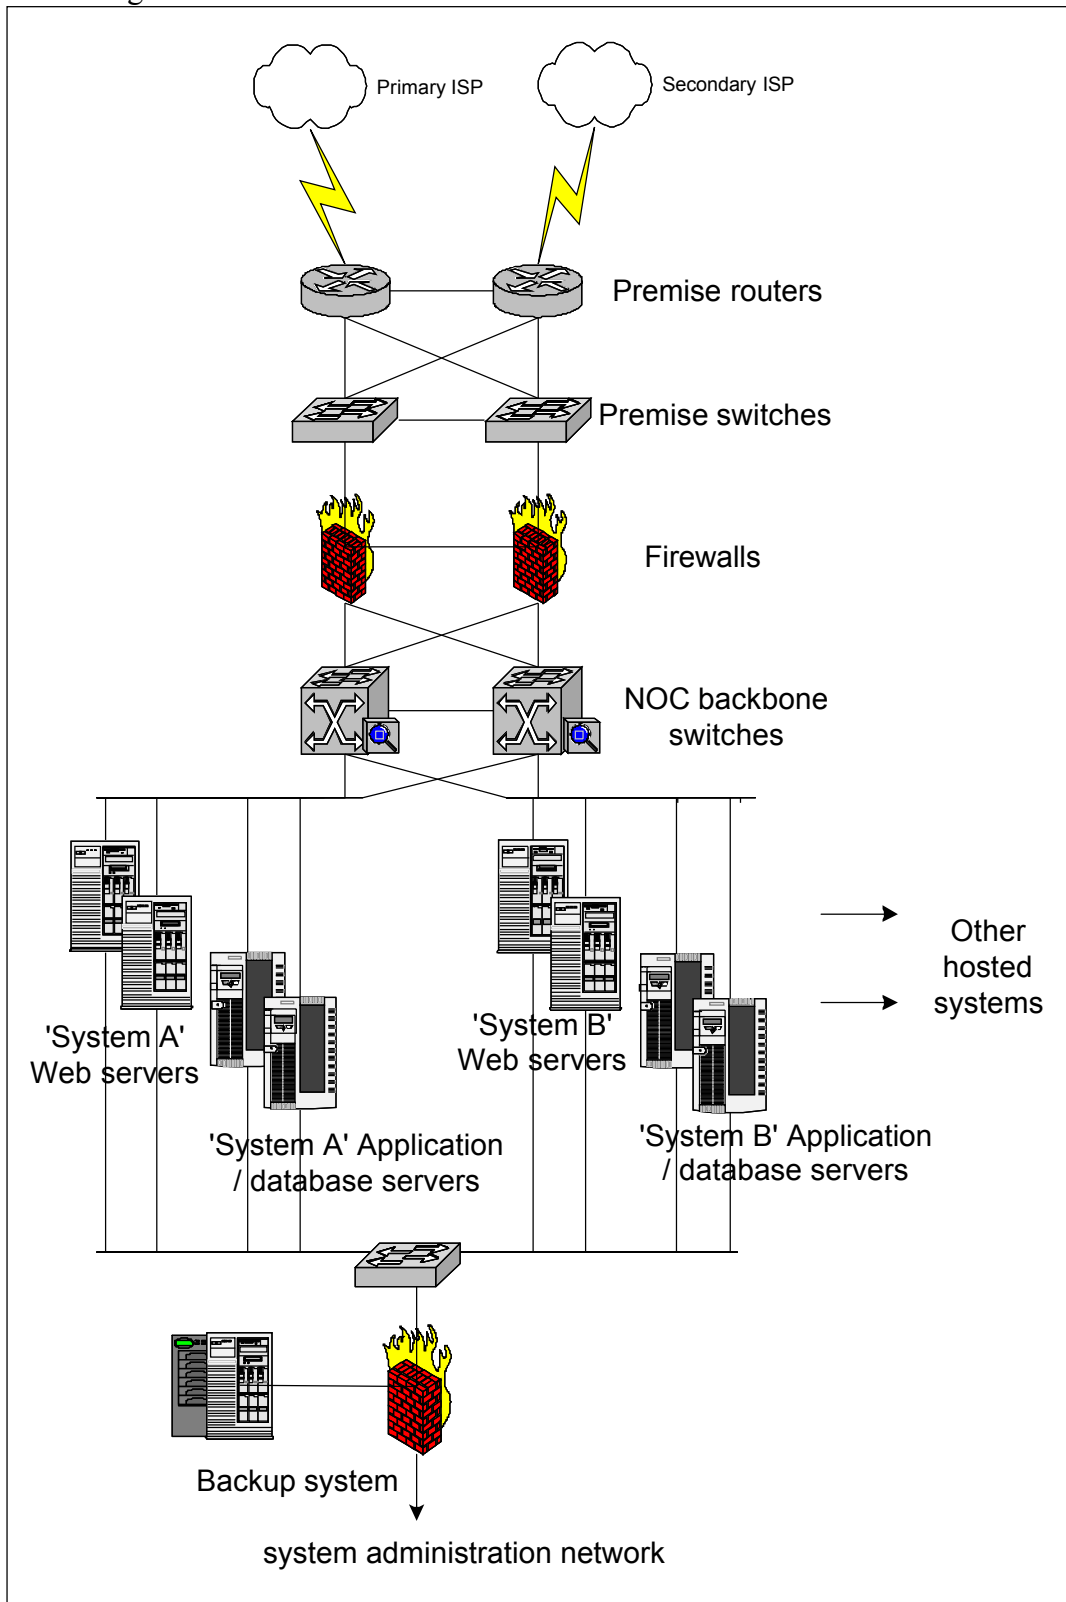 Primary ISP
Secondary ISP
Premise routers
Premise switches
Firewalls
NOC backbone
switches
Other
hosted
systems
'System A'
Web servers
'System B'
Web servers
'System A' Application
/ database servers
'System B' Application
/ database servers
Backup system
system administration network